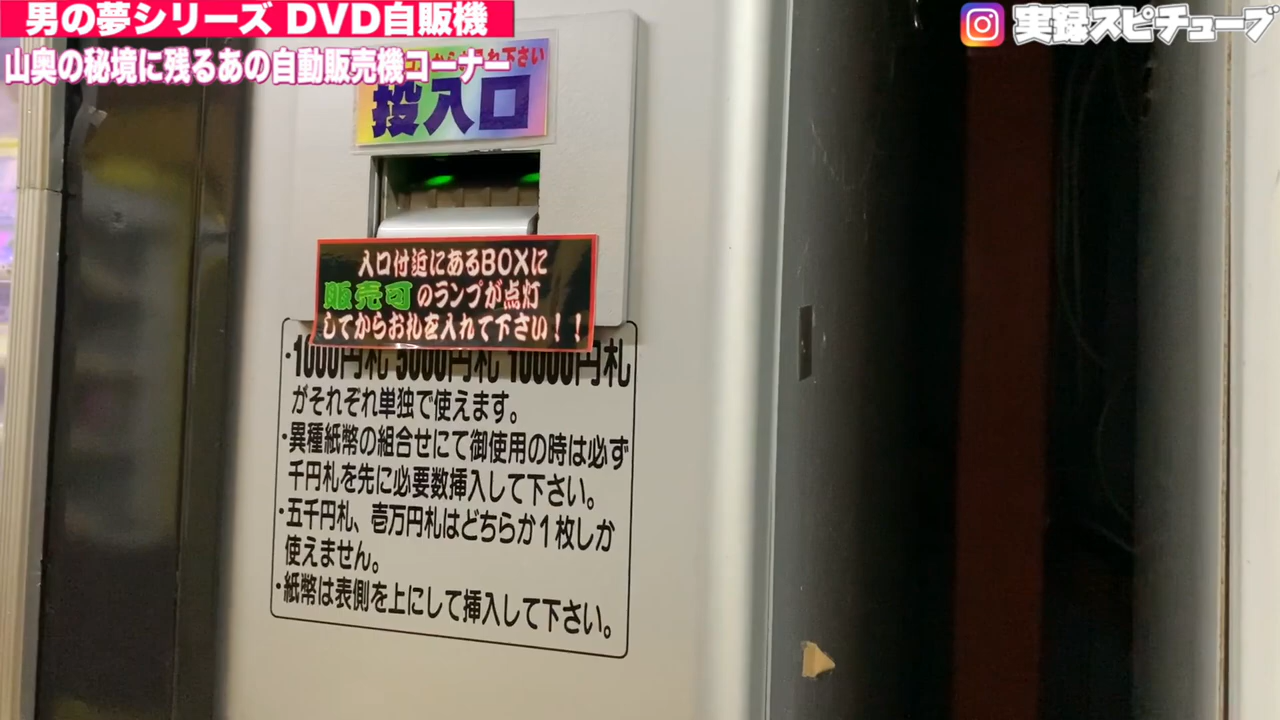 男の夢シリーズ DVD自販機
山奥の秘境に残るあの自動販売機コーナー
実録スピチューブ
下さい
投入口
入口付近にあるBOXに
販売可のランプが点灯
してからお札を入れて下さい!!
・1000円札 5000円札 10000円札
がそれぞれ単独で使えます。
・異種紙幣の組合せにて御使用の時は必ず
千円札を先に必要数挿入して下さい。
・五千円札、壱万円札はどちらか1枚しか
使えません。
・紙幣は表側を上にして挿入して下さい。